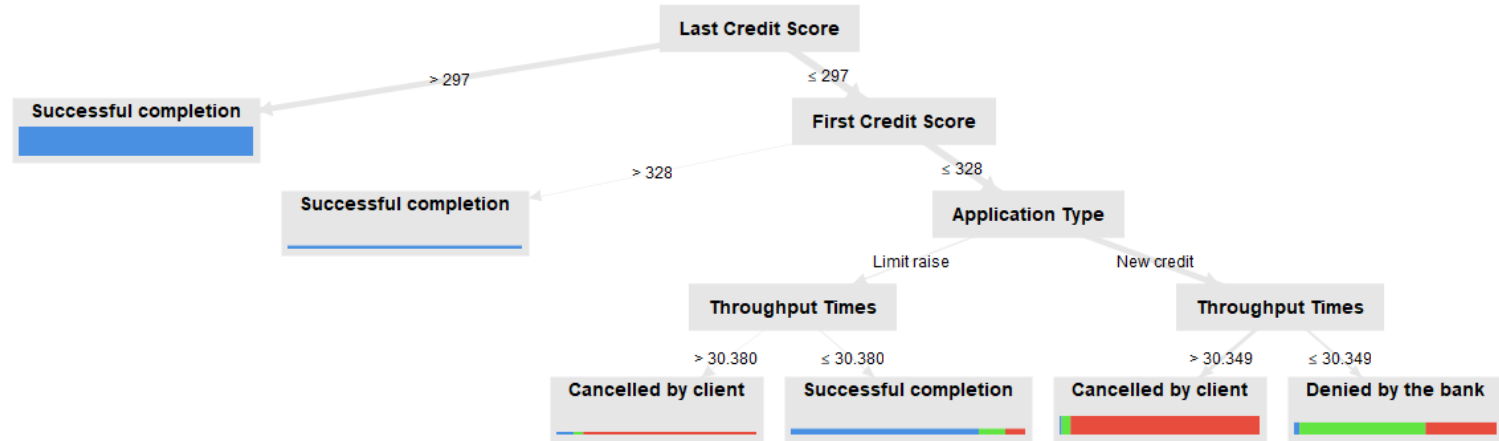 Last Credit Score
> 297
≤ 297
Successful completion
First Credit Score
> 328
≤ 328
Successful completion
Application Type
Limit raise
New credit
Throughput Times
Throughput Times
> 30.380
≤ 30.380
> 30.349
≤ 30.349
Cancelled by client
Successful completion
Cancelled by client
Denied by the bank